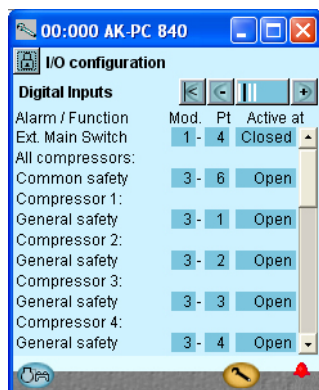 00:000 AK-PC 840
I/O configuration
Digital Inputs
Alarm / Function Mod. Pt Active at
Ext. Main Switch 1 - 4 Closed
All compressors:
Common safety 3 - 6 Open
Compressor 1:
General safety 3 - 1 Open
Compressor 2:
General safety 3 - 2 Open
Compressor 3:
General safety 3 - 3 Open
Compressor 4:
General safety 3 - 4 Open